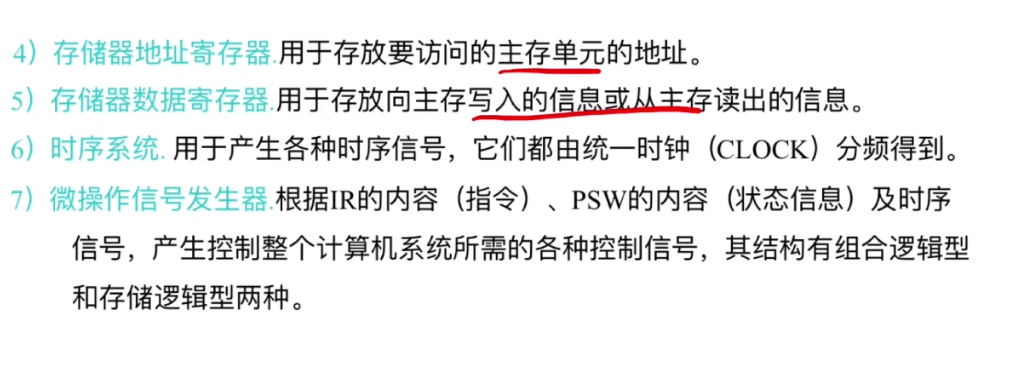 4）存储器地址寄存器.用于存放要访问的主存单元的地址。
5）存储器数据寄存器.用于存放向主存写入的信息或从主存读出的信息。
6）时序系统. 用于产生各种时序信号，它们都由统一时钟（CLOCK）分频得到。
7）微操作信号发生器.根据IR的内容（指令）、PSW的内容（状态信息）及时序
信号，产生控制整个计算机系统所需的各种控制信号，其结构有组合逻辑型
和存储逻辑型两种。